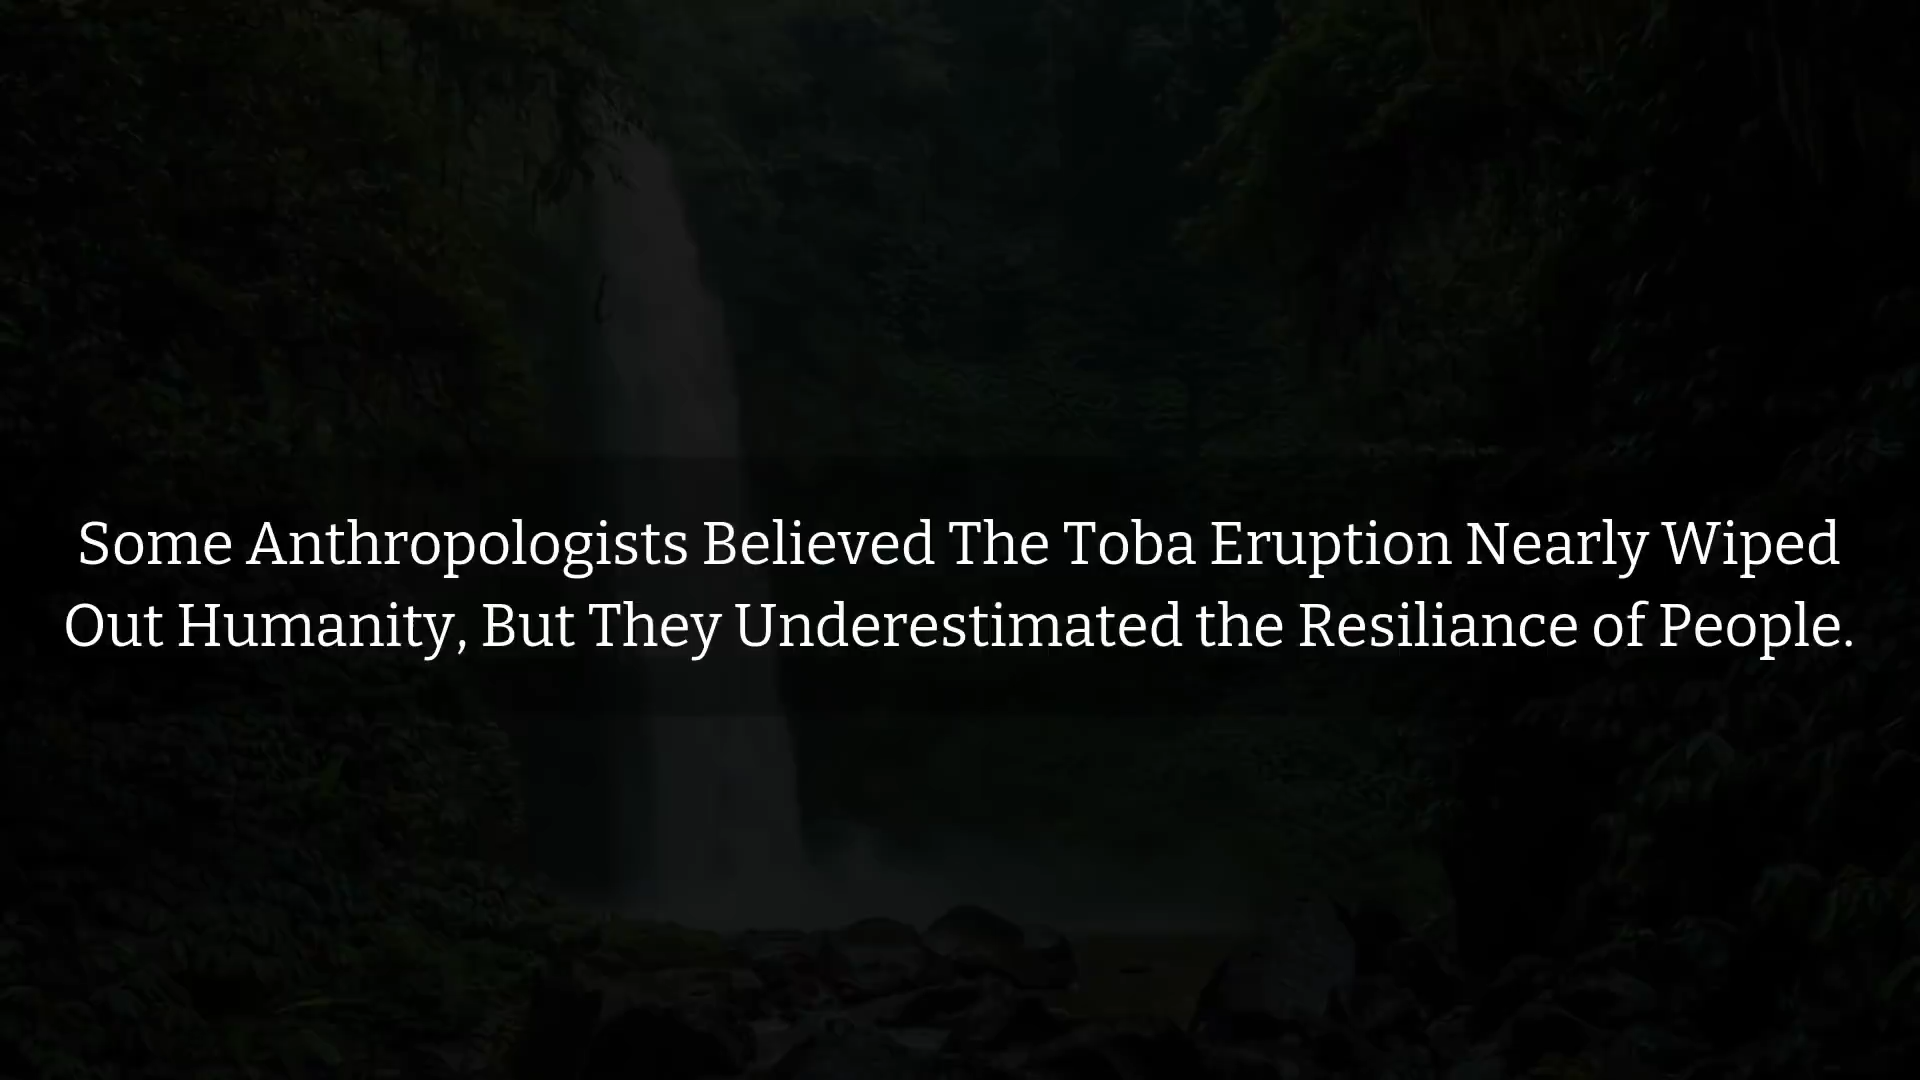 Some Anthropologists Believed The Toba Eruption Nearly Wiped
Out Humanity, But They Underestimated the Resiliance of People.